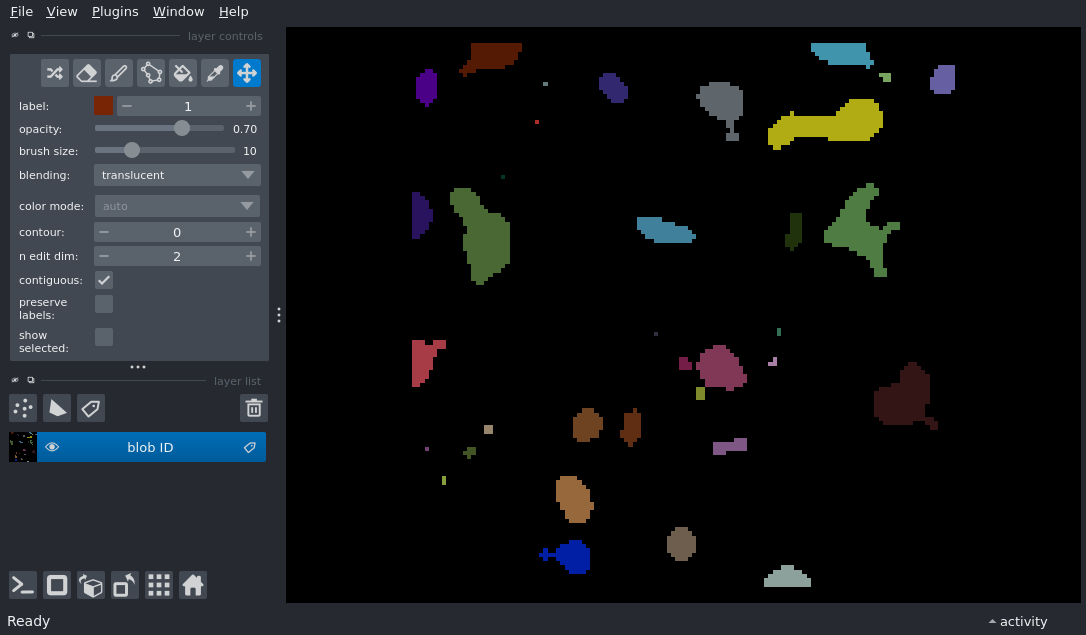 File View Plugins Window Help
layer controls
label: 1
opacity: 0.70
brush size: 10
blending: translucent
color mode: auto
contour: 0
n edit dim: 2
contiguous:
preserve
labels:
show
selected:
layer list
blob ID
Ready
activity